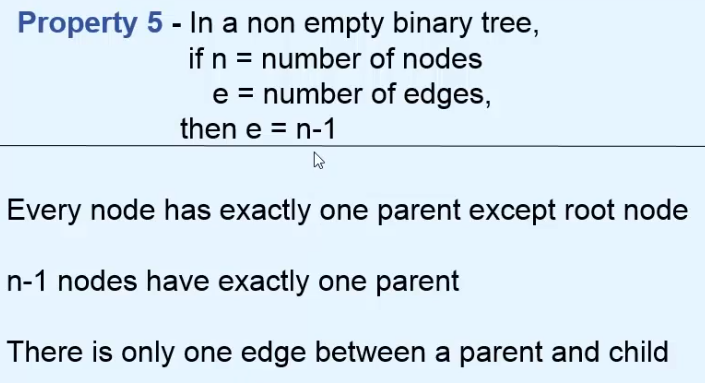 Property 5 - In a non empty binary tree,
if n = number of nodes
e = number of edges,
then e = n-1
Every node has exactly one parent except root node
n-1 nodes have exactly one parent
There is only one edge between a parent and child